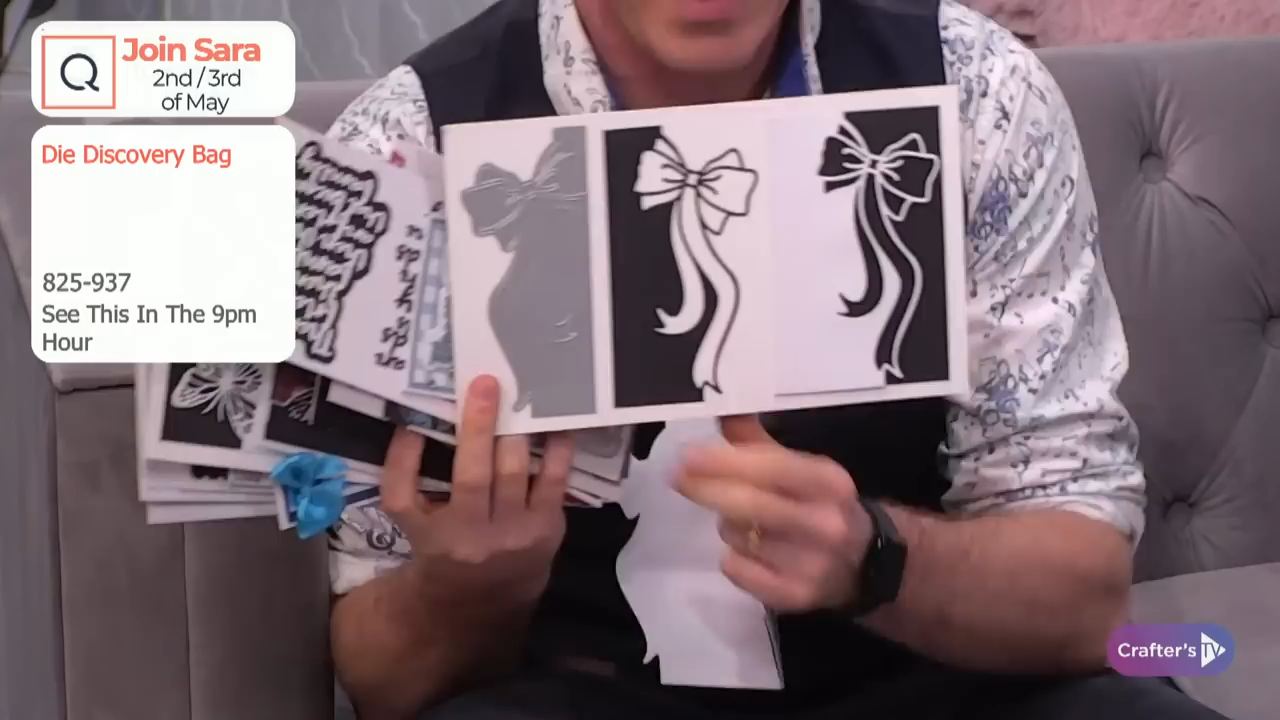 Q
Join Sara
2nd / 3rd
of May
Die Discovery Bag
825-937
See This In The 9pm
Hour
Crafter's TV